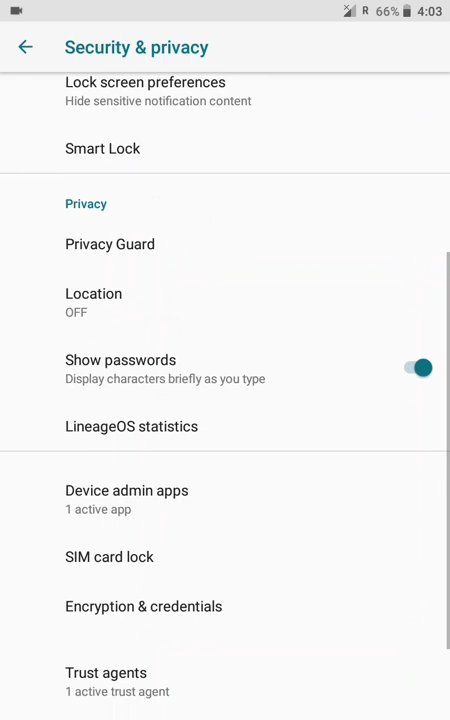 R 66% 4:03
Security & privacy
Lock screen preferences
Hide sensitive notification content
Smart Lock
Privacy
Privacy Guard
Location
OFF
Show passwords
Display characters briefly as you type
LineageOS statistics
Device admin apps
1 active app
SIM card lock
Encryption & credentials
Trust agents
1 active trust agent